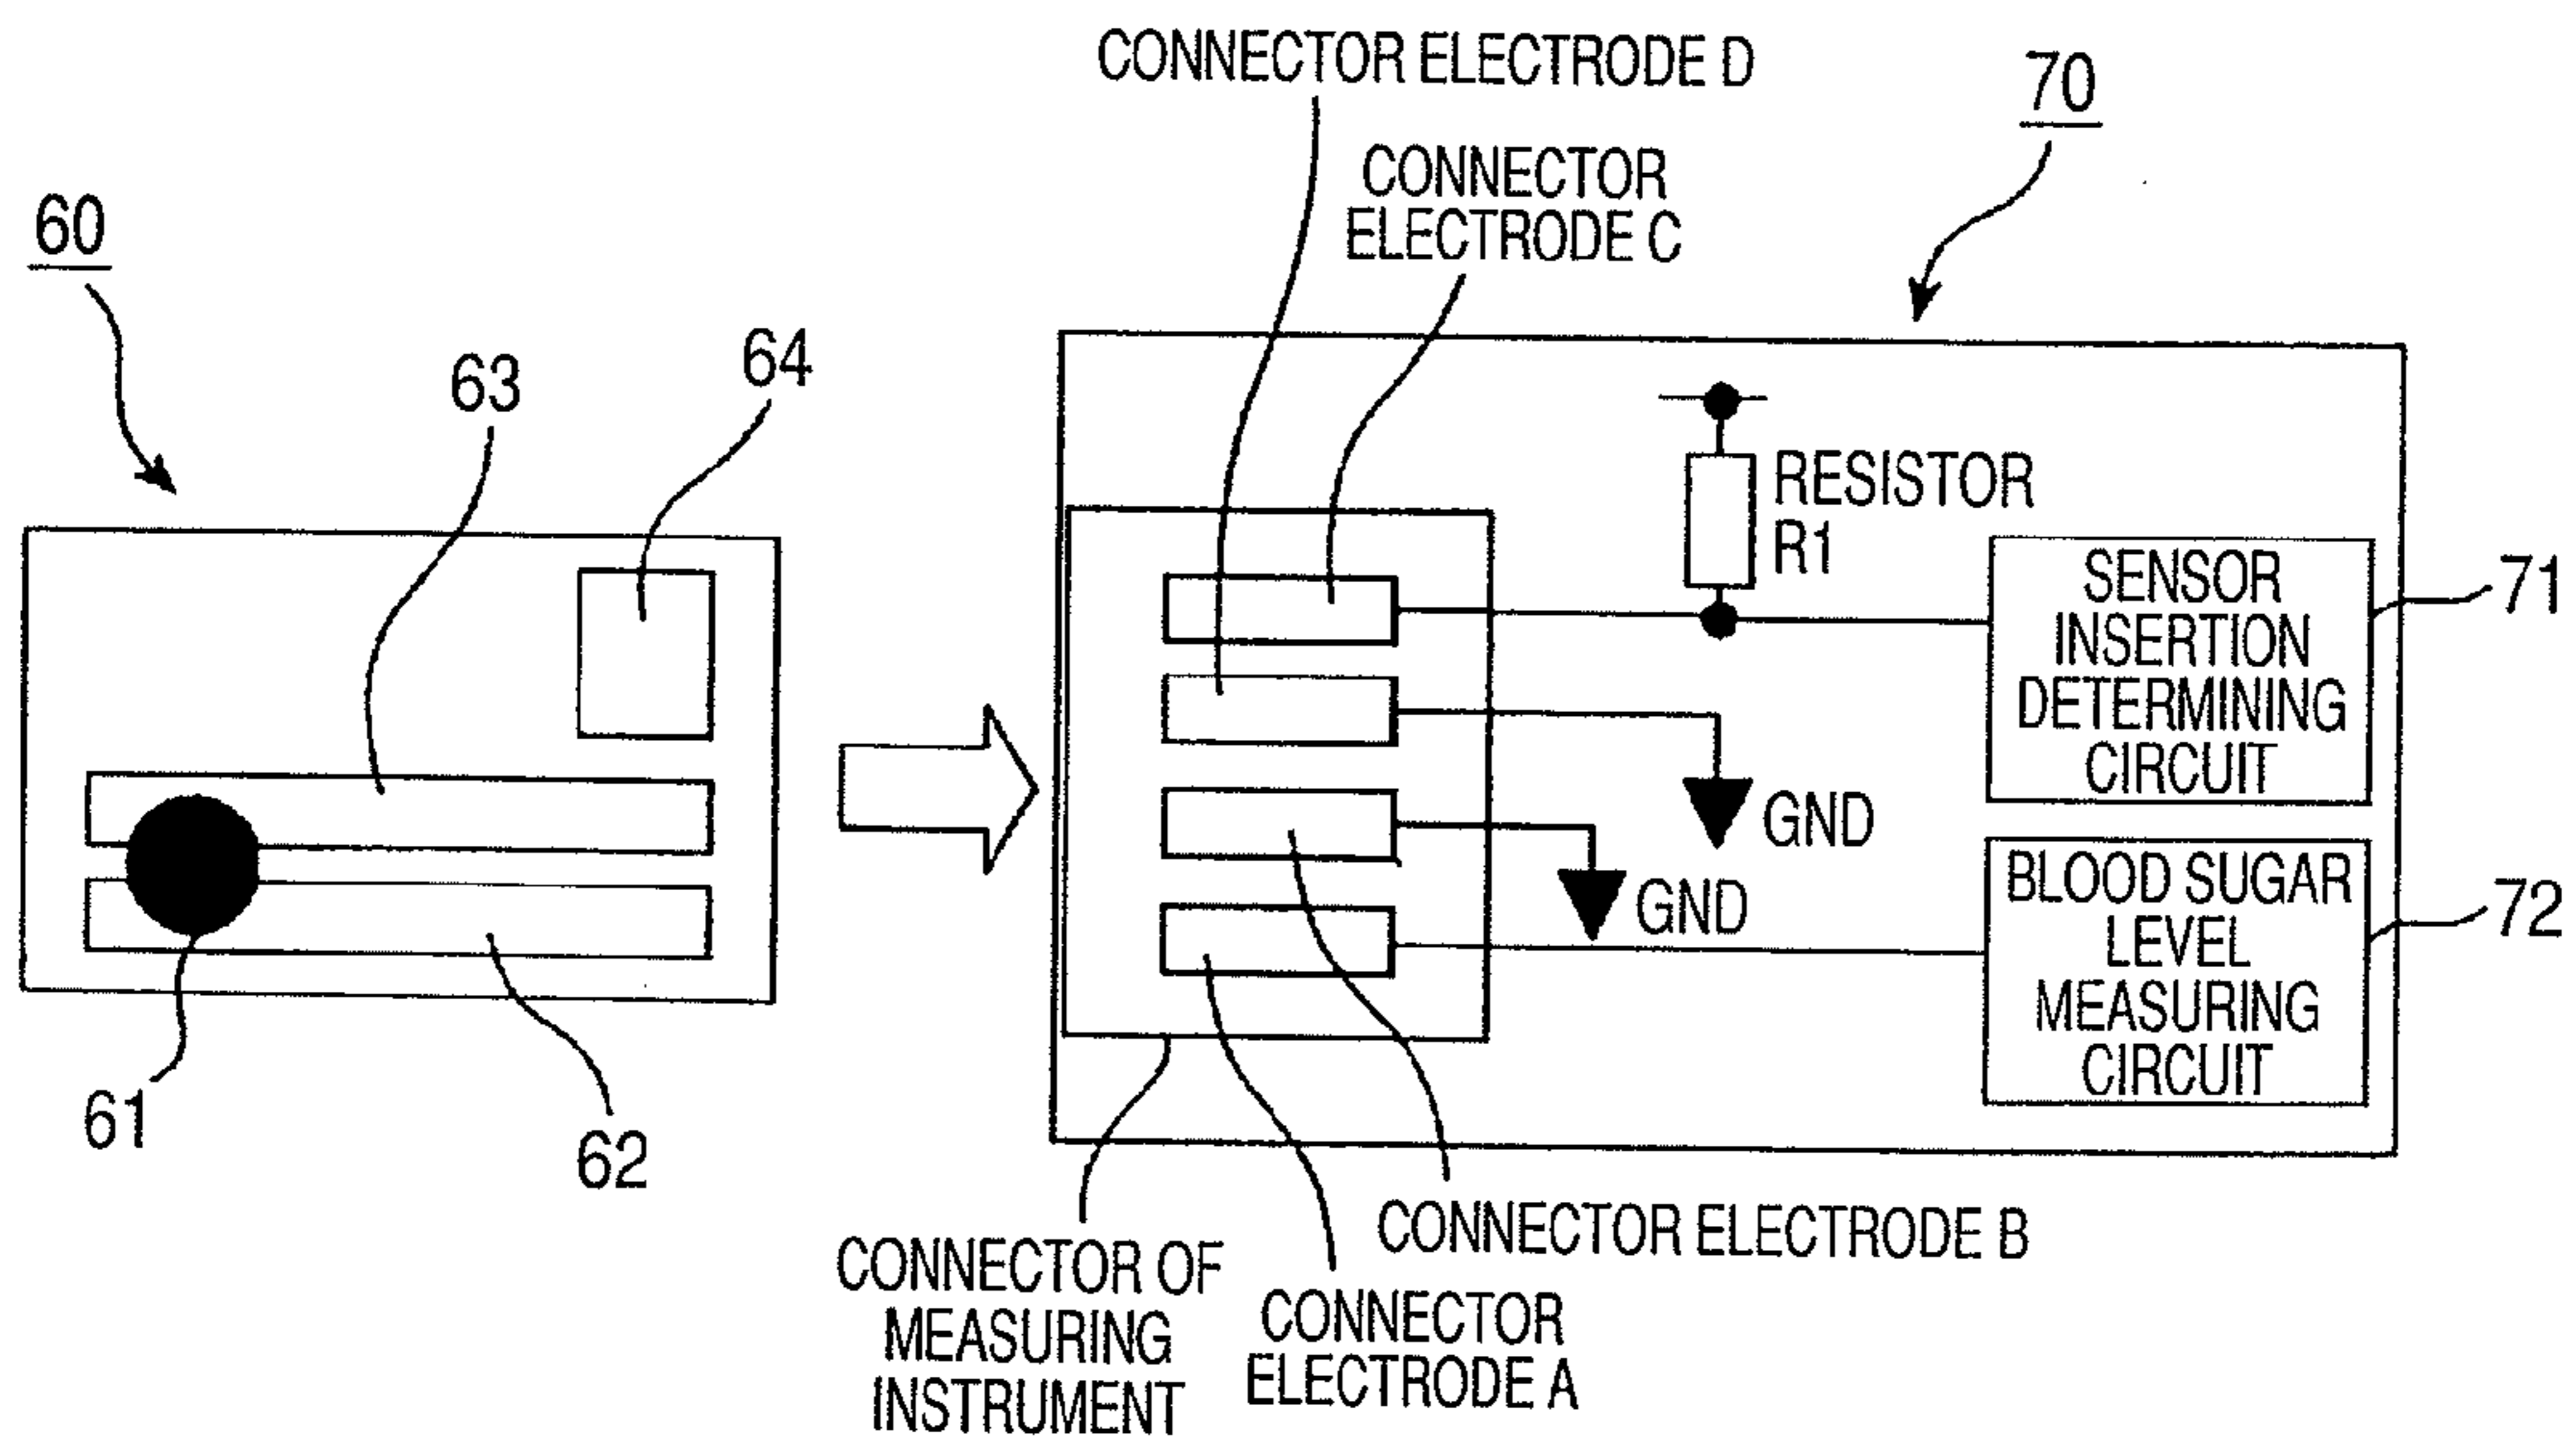 CONNECTOR ELECTRODE D
70
CONNECTOR
ELECTRODE C
60
63
64
RESISTOR
R1
SENSOR
INSERTION
DETERMINING
CIRCUIT
71
GND
GND
BLOOD SUGAR
LEVEL
MEASURING
CIRCUIT
72
61
62
CONNECTOR ELECTRODE B
CONNECTOR OF
MEASURING
INSTRUMENT
CONNECTOR
ELECTRODE A